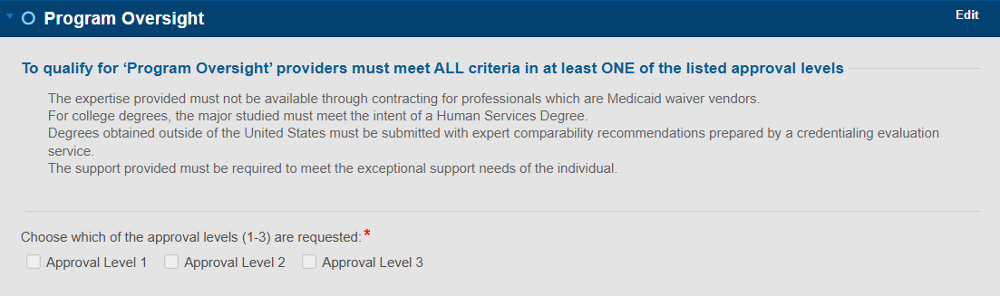 Program Oversight
Edit
To qualify for ‘Program Oversight’ providers must meet ALL criteria in at least ONE of the listed approval levels
The expertise provided must not be available through contracting for professionals which are Medicaid waiver vendors.
For college degrees, the major studied must meet the intent of a Human Services Degree.
Degrees obtained outside of the United States must be submitted with expert comparability recommendations prepared by a credentialing evaluation
service.
The support provided must be required to meet the exceptional support needs of the individual.
Choose which of the approval levels (1-3) are requested:*
Approval Level 1 Approval Level 2 Approval Level 3